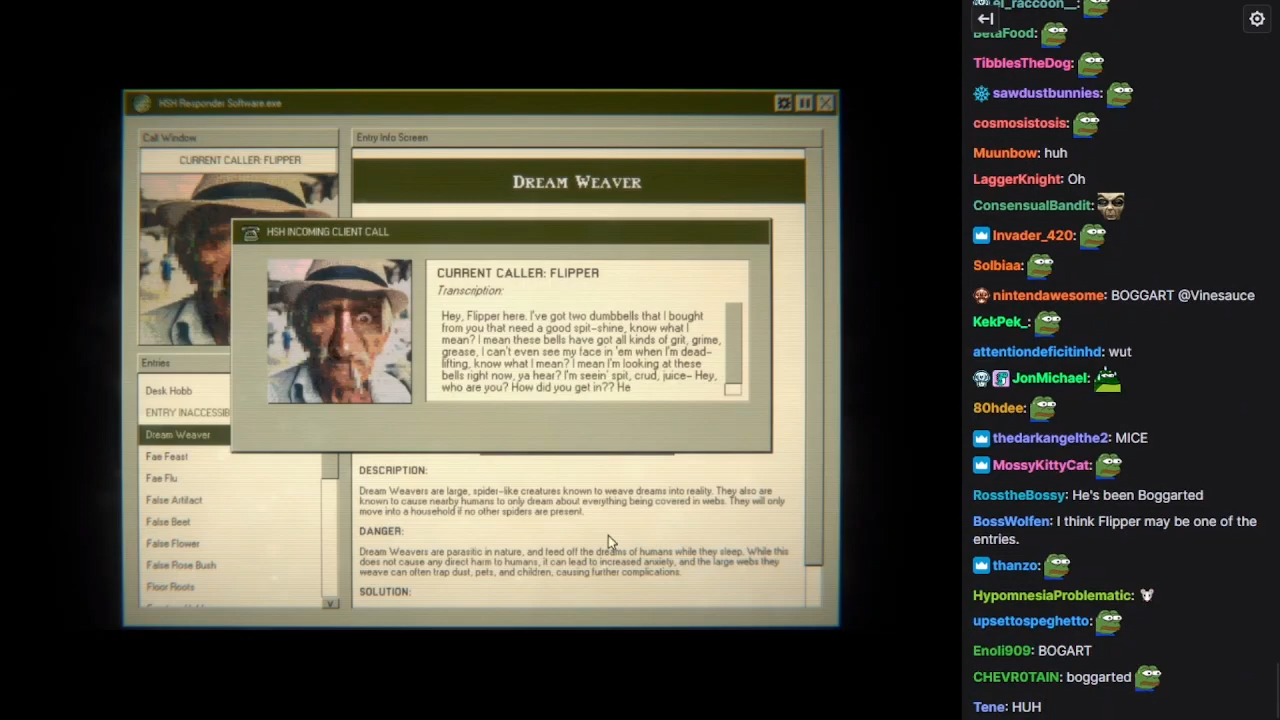 HSH Responder Software.exe
Call Window
CURRENT CALLER: FLIPPER
Entries
Desk Hobb
ENTRY INACCESSIB
Dream Weaver
Fae Feast
Fae Flu
False Artifact
False Beet
False Flower
False Rose Bush
Floor Roots
Entry Info Screen
DREAM WEAVER
HSH INCOMING CLIENT CALL
CURRENT CALLER: FLIPPER
Transcription:
Hey, Flipper here. I've got two dumbbells that I bought
from you that need a good spit-shine, know what I
mean? I mean these bells have got all kinds of grit, grime,
grease, I can't even see my face in 'em when I'm dead-
lifting, know what I mean? I mean I'm looking at these
bells right now, ya hear? I'm seein' spit, crud, juice- Hey,
who are you? How did you get in?? He
DESCRIPTION:
Dream Weavers are large, spider-like creatures known to weave dreams into reality. They also are
known to cause nearby humans to only dream about everything being covered in webs. They will only
move into a household if no other spiders are present.
DANGER:
Dream Weavers are parasitic in nature, and feed off the dreams of humans while they sleep. While this
does not cause any direct harm to humans, it can lead to increased anxiety, and the large webs they
weave can often trap dust, pets, and children, causing further complications.
SOLUTION:
el_raccoon__:
BetaFood:
TibblesTheDog:
sawdustbunnies:
cosmosistosis:
Muunbow: huh
LaggerKnight: Oh
ConsensualBandit:
Invader_420:
Solbiaa:
nintendawesome: BOGGART @Vinesauce
KekPek_:
attentiondeficitinhd: wut
JonMichael:
80hdee:
thedarkangelthe2: MICE
MossyKittyCat:
RosstheBossy: He's been Boggarted
BossWolfen: I think Flipper may be one of the
entries.
thanzo:
HypomnesiaProblematic:
upsettospeghetto:
Enoli909: BOGART
CHEVR0TAIN: boggarted
Tene: HUH